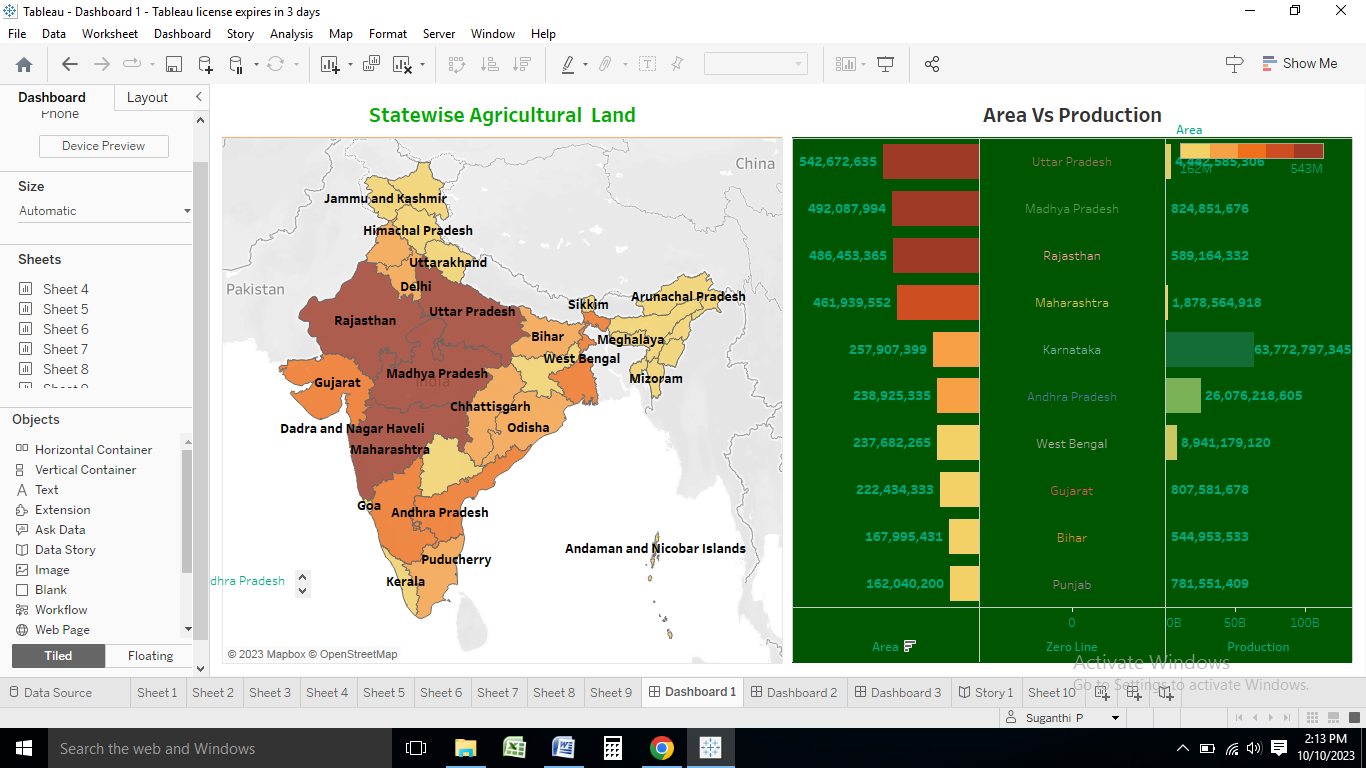 Tableau - Dashboard 1 - Tableau license expires in 3 days
File Data Worksheet Dashboard Story Analysis Map Format Server Window Help
Show Me
Dashboard Layout
Phone
Device Preview
Size
Automatic
Sheets
Sheet 4
Sheet 5
Sheet 6
Sheet 7
Sheet 8
Sheet 9
Objects
Horizontal Container
Vertical Container
Text
Extension
Ask Data
Data Story
Image
Blank
Workflow
Web Page
Tiled Floating
Statewise Agricultural Land
China
Jammu and Kashmir
Himachal Pradesh
Uttarakhand
Pakistan
Delhi
Arunachal Pradesh
Sikkim
Uttar Pradesh
Rajasthan
Bihar
Meghalaya
West Bengal
Madhya Pradesh
India
Mizoram
Gujarat
Chhattisgarh
Dadra and Nagar Haveli
Odisha
Maharashtra
Goa
Andhra Pradesh
Andaman and Nicobar Islands
Puducherry
Kerala
dhra Pradesh
© 2023 Mapbox © OpenStreetMap
Area Vs Production
Area
162M 543M
542,672,635 Uttar Pradesh 4,442,585,306
492,087,994 Madhya Pradesh 824,851,676
486,453,365 Rajasthan 589,164,332
461,939,552 Maharashtra 1,878,564,918
257,907,399 Karnataka 63,772,797,345
238,925,335 Andhra Pradesh 26,076,218,605
237,682,265 West Bengal 8,941,179,120
222,434,333 Gujarat 807,581,678
167,995,431 Bihar 544,953,533
162,040,200 Punjab 781,551,409
0 0B 50B 100B
Area Zero Line Production
Activate Windows
Go to Settings to activate Windows.
Data Source Sheet 1 Sheet 2 Sheet 3 Sheet 4 Sheet 5 Sheet 6 Sheet 7 Sheet 8 Sheet 9 Dashboard 1 Dashboard 2 Dashboard 3 Story 1 Sheet 10
Suganthi P
Search the web and Windows
2:13 PM
10/10/2023